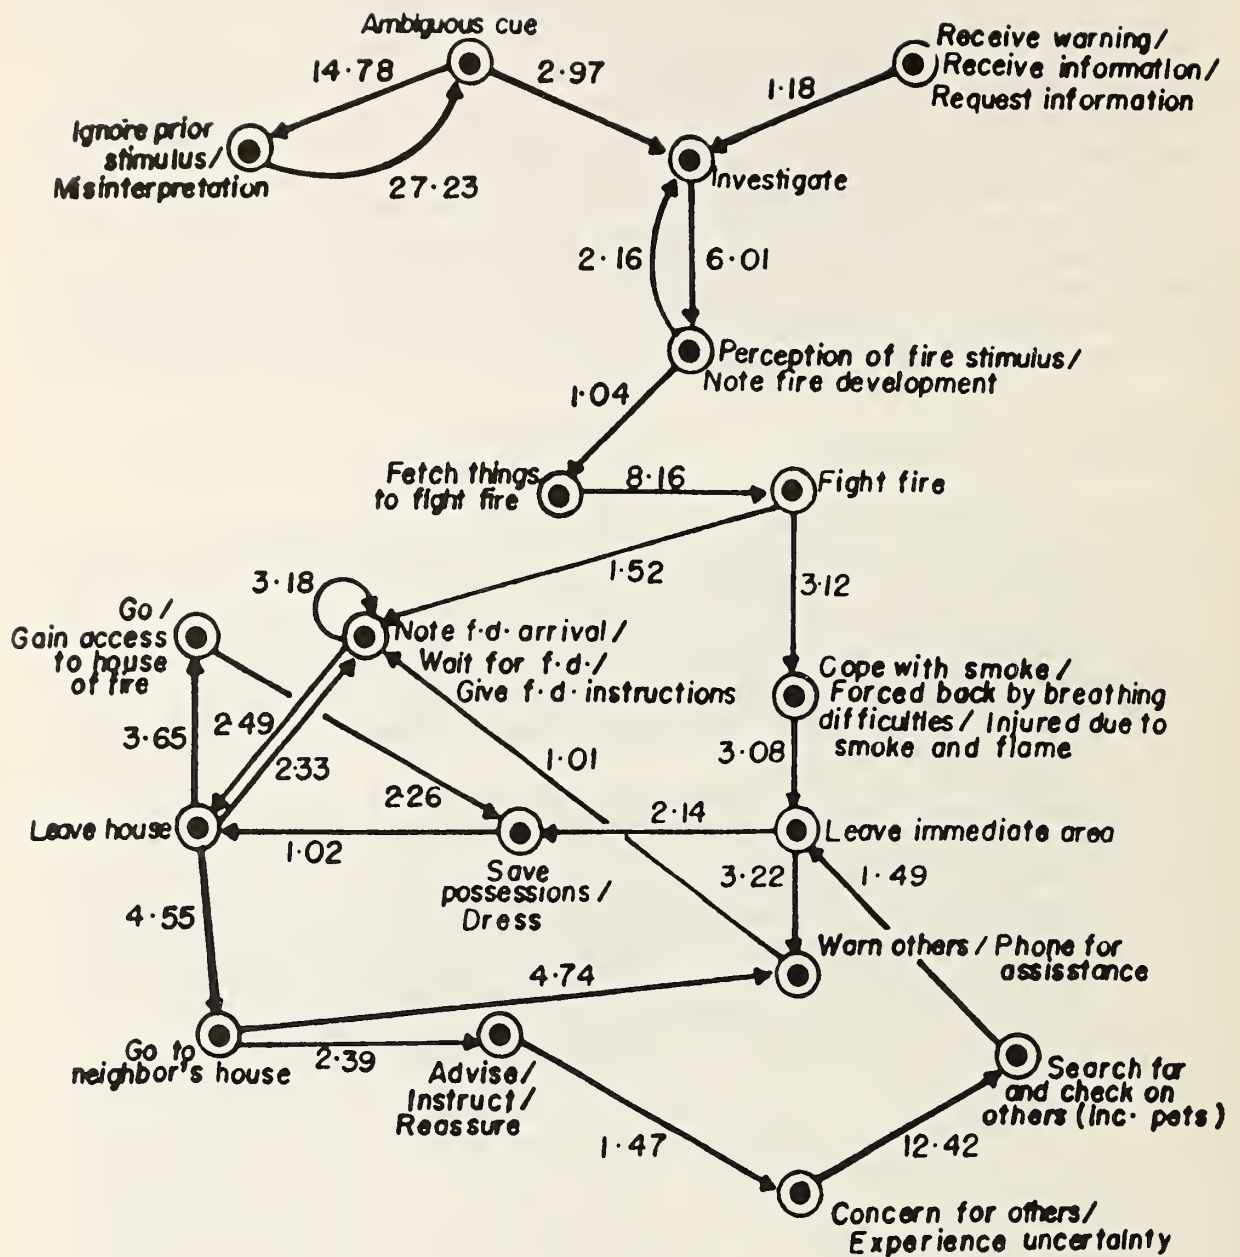 Ambiguous cue
14·78
2·97
Receive warning/
Receive information/
Request information
1·18
Ignore prior
stimulus/
Misinterpretation
27·23
Investigate
2·16
6·01
Perception of fire stimulus/
Note fire development
1·04
Fetch things
to fight fire
8·16
Fight fire
1·52
3·12
3·18
Go /
Gain access
to house
of fire
Note f·d· arrival /
Wait for f·d·/
Give f·d· instructions
Cope with smoke /
Forced back by breathing
difficulties / Injured due to
smoke and flame
3·65
2·49
2·33
1·01
3·08
2·26
Leave house
1·02
2·14
Leave immediate area
Save
possessions /
Dress
3·22
1·49
4·55
Warn others / Phone for
assisstance
4·74
Go to
neighbor's house
2·39
Advise/
Instruct /
Reassure
Search for
and check on
others (inc· pets)
1·47
12·42
Concern for others/
Experience uncertainty